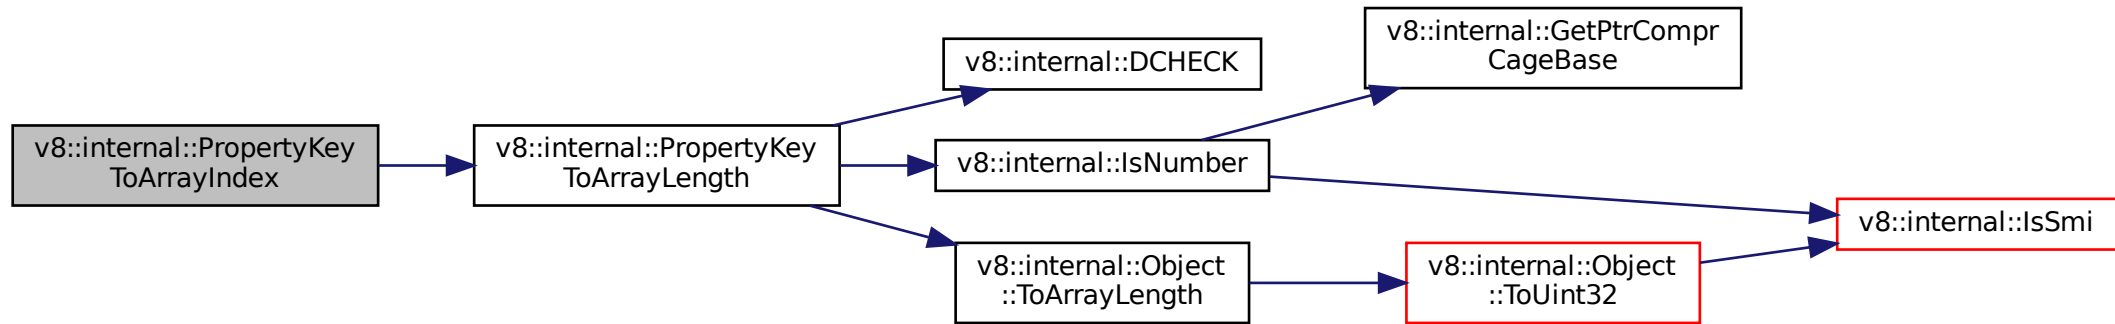 v8::internal::PropertyKey
ToArrayIndex
v8::internal::PropertyKey
ToArrayLength
v8::internal::DCHECK
v8::internal::IsNumber
v8::internal::Object
::ToArrayLength
v8::internal::GetPtrCompr
CageBase
v8::internal::Object
::ToUint32
v8::internal::IsSmi